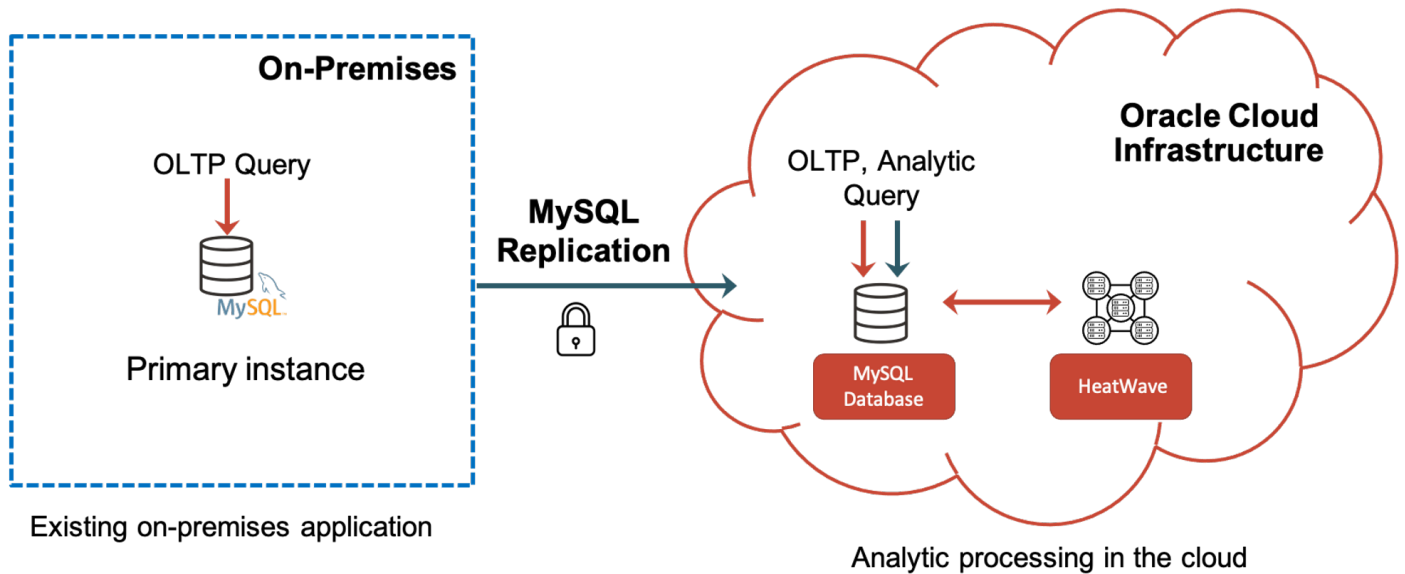 On-Premises
OLTP Query
MySQL
Primary instance
Existing on-premises application
MySQL
Replication
Oracle Cloud
Infrastructure
OLTP, Analytic
Query
MySQL
Database
HeatWave
Analytic processing in the cloud